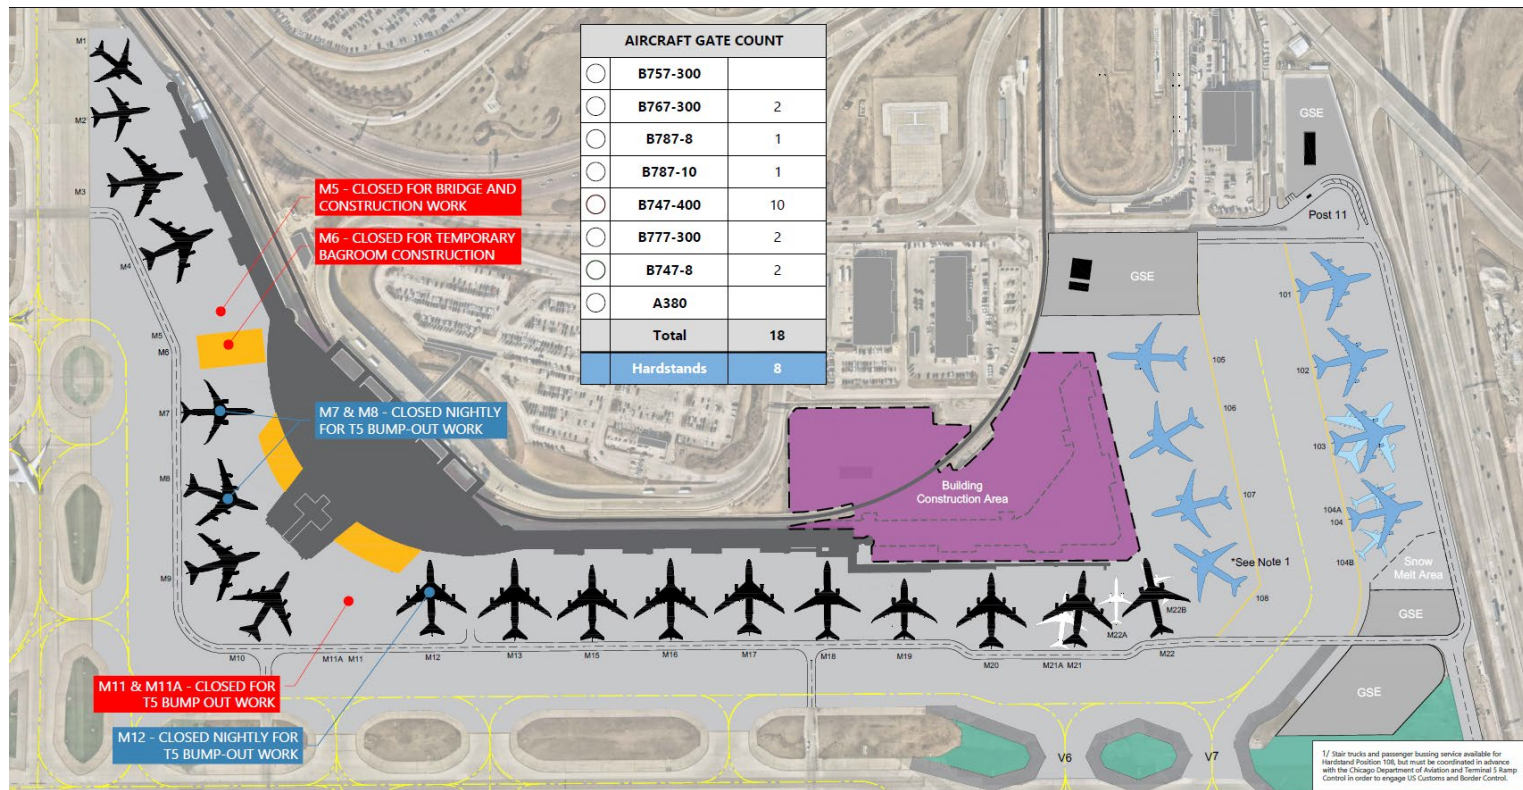 AIRCRAFT GATE COUNT
B757-300
B767-300 2
B787-8 1
B787-10 1
B747-400 10
B777-300 2
B747-8 2
A380
Total 18
Hardstands 8
M1
M2
M3
M4
M5
M6
M7
M8
M9
M10
M11A M11
M12
M13
M15
M16
M17
M18
M19
M20
M21A M21
M22A
M22B
M22
M5 - CLOSED FOR BRIDGE AND
CONSTRUCTION WORK
M6 - CLOSED FOR TEMPORARY
BAGROOM CONSTRUCTION
M7 & M8 - CLOSED NIGHTLY
FOR T5 BUMP-OUT WORK
M11 & M11A - CLOSED FOR
T5 BUMP OUT WORK
M12 - CLOSED NIGHTLY FOR
T5 BUMP-OUT WORK
Building
Construction Area
GSE
Post 11
GSE
101
102
103
104A
104
104B
105
106
107
108
*See Note 1
Snow
Melt Area
GSE
GSE
V6
V7
1/ Stair trucks and passenger bussing service available for
Hardstand Position 108, but must be coordinated in advance
with the Chicago Department of Aviation and Terminal 5 Ramp
Control in order to engage US Customs and Border Control.